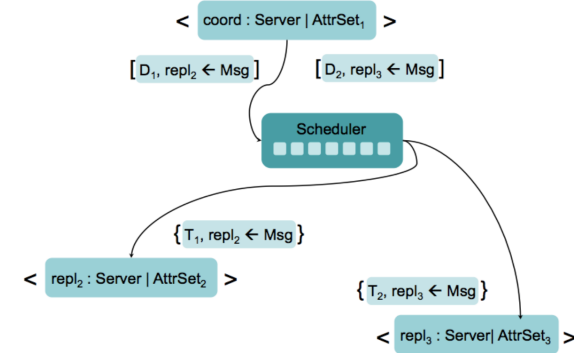 < coord : Server | AttrSet₁ >
[ D₁, repl₂ ← Msg ] [ D₂, repl₃ ← Msg ]
Scheduler
{ T₁, repl₂ ← Msg }
< repl₂ : Server | AttrSet₂ >
{ T₂, repl₃ ← Msg }
< repl₃ : Server| AttrSet₃ >